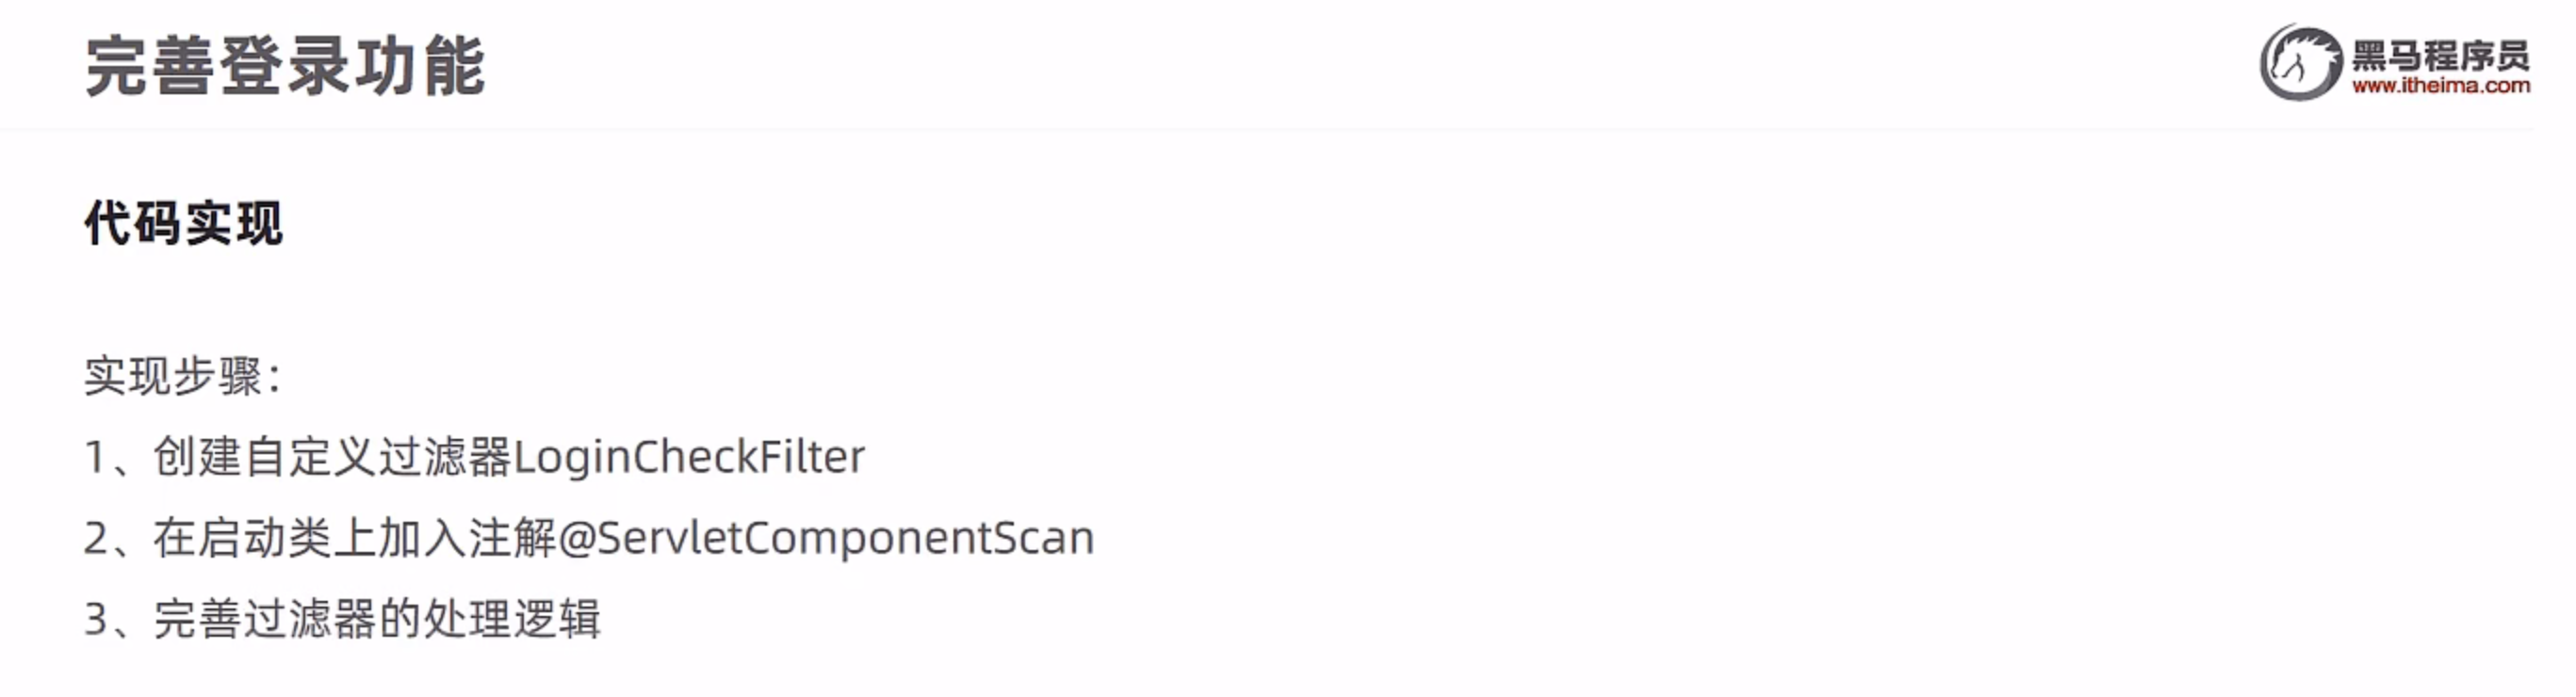 完善登录功能
黑马程序员
www.itheima.com
代码实现
实现步骤：
1、创建自定义过滤器LoginCheckFilter
2、在启动类上加入注解@ServletComponentScan
3、完善过滤器的处理逻辑